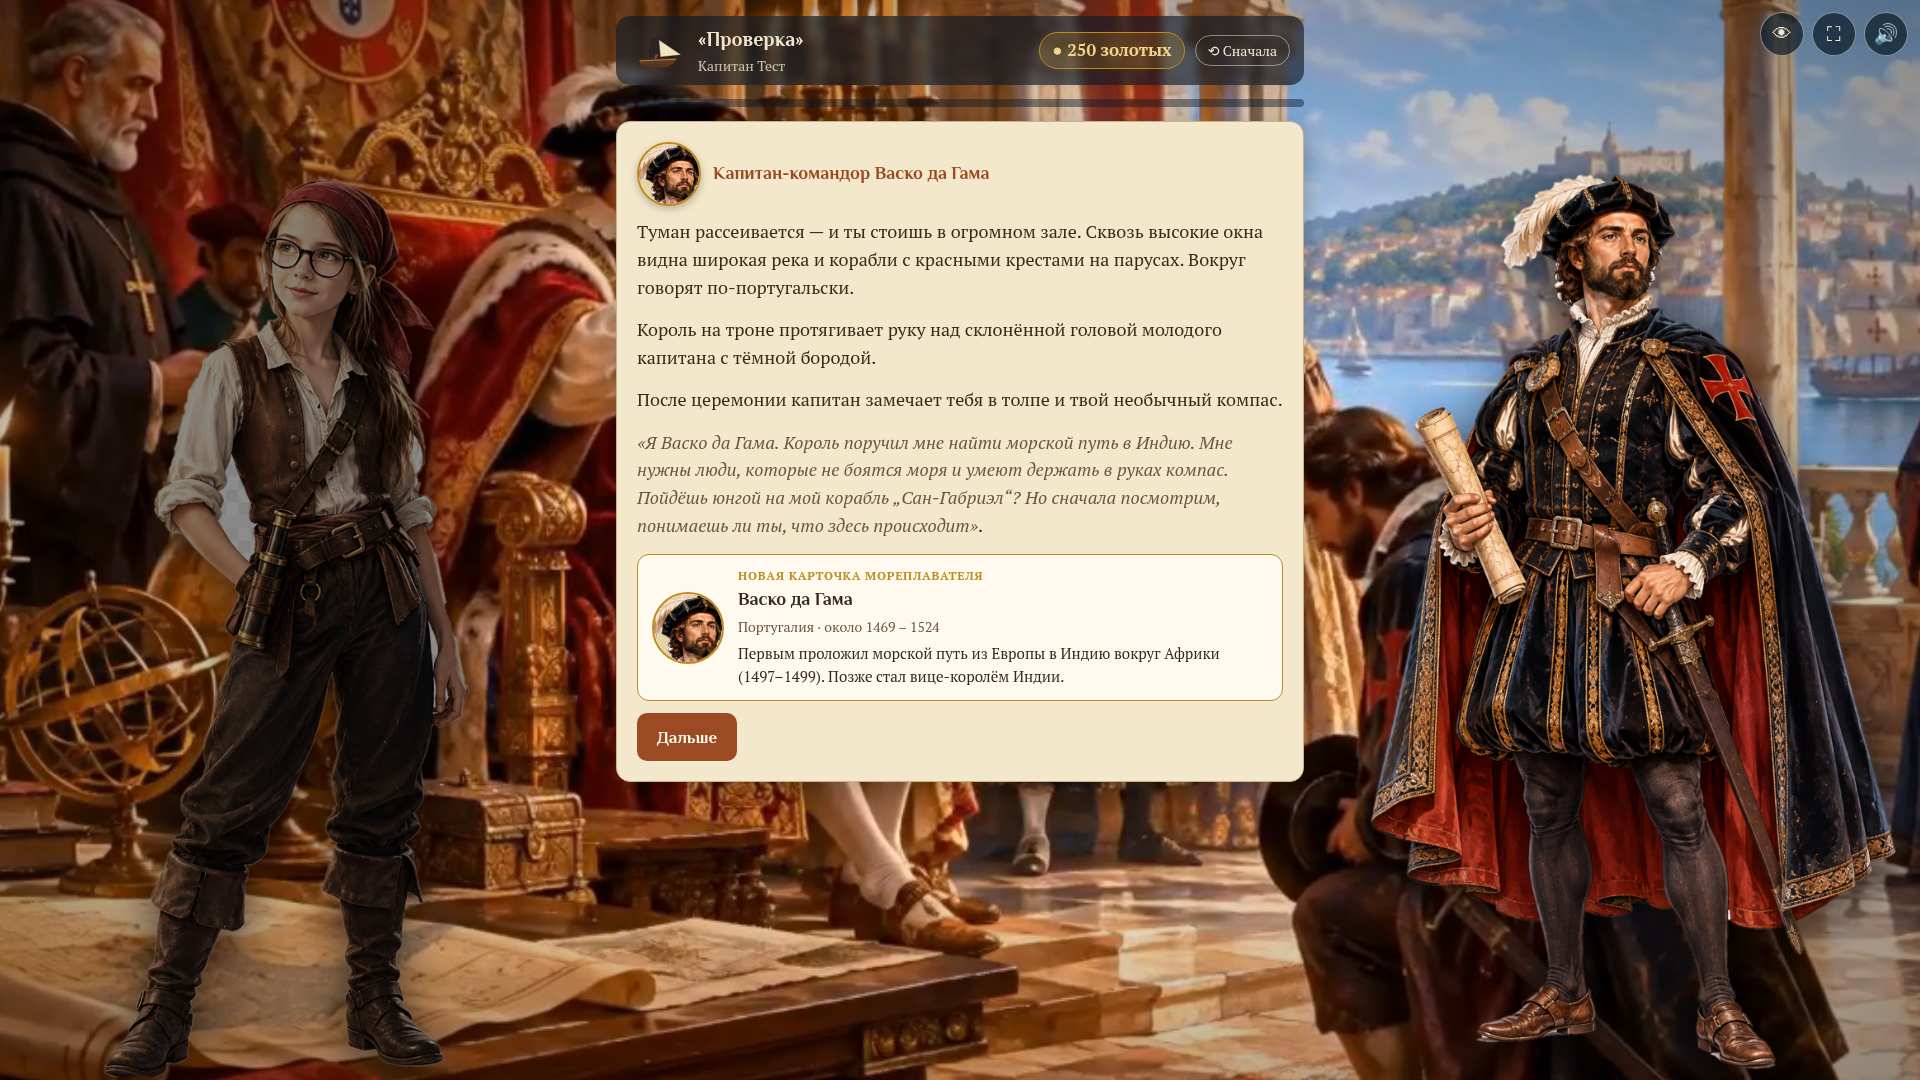 «Проверка»
Капитан Тест
● 250 золотых
⟲ Сначала
Капитан-командор Васко да Гама
Туман рассеивается — и ты стоишь в огромном зале. Сквозь высокие окна
видна широкая река и корабли с красными крестами на парусах. Вокруг
говорят по-португальски.
Король на троне протягивает руку над склонённой головой молодого
капитана с тёмной бородой.
После церемонии капитан замечает тебя в толпе и твой необычный компас.
«Я Васко да Гама. Король поручил мне найти морской путь в Индию. Мне
нужны люди, которые не боятся моря и умеют держать в руках компас.
Пойдёшь юнгой на мой корабль „Сан-Габриэл“? Но сначала посмотрим,
понимаешь ли ты, что здесь происходит».
НОВАЯ КАРТОЧКА МОРЕПЛАВАТЕЛЯ
Васко да Гама
Португалия · около 1469 – 1524
Первым проложил морской путь из Европы в Индию вокруг Африки
(1497–1499). Позже стал вице-королём Индии.
Дальше